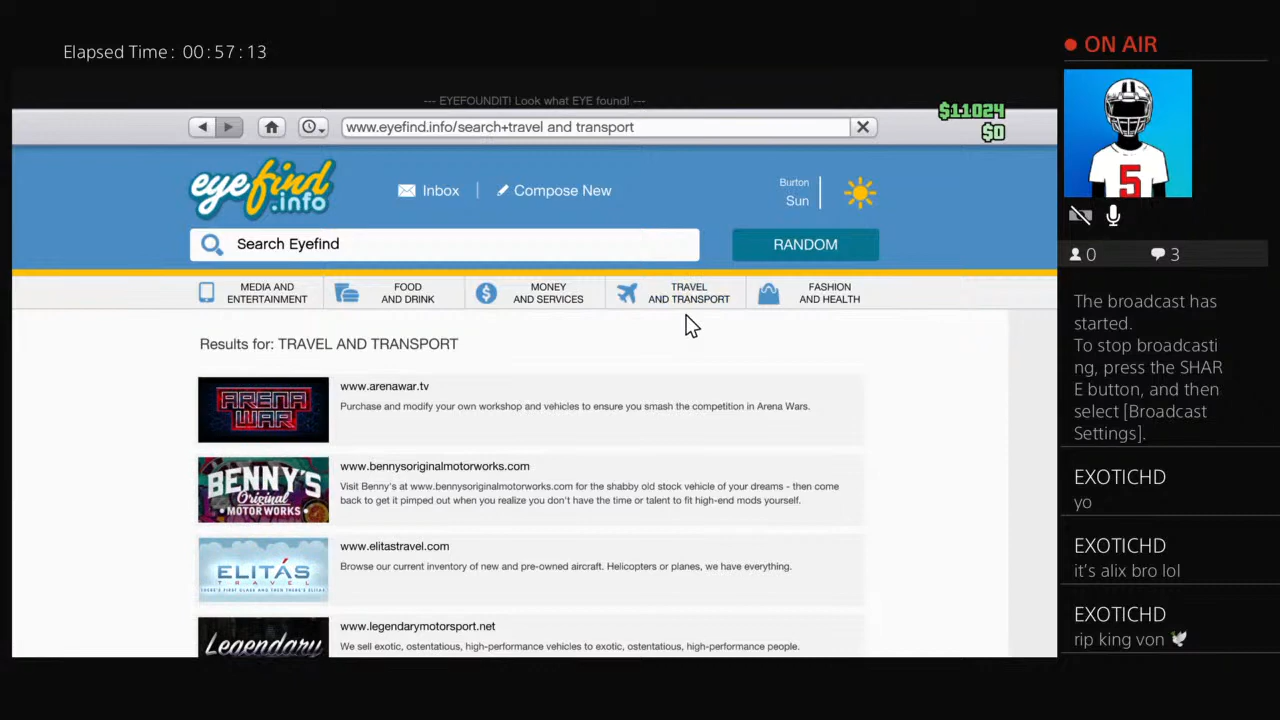 Elapsed Time: 00:57:13
ON AIR
--- EYEFOUNDIT! Look what EYE found! ---
$11024
$0
www.eyefind.info/search+travel and transport
eyefind
.info
Inbox
Compose New
Burton
Sun
Search Eyefind
RANDOM
MEDIA AND
ENTERTAINMENT
FOOD
AND DRINK
MONEY
AND SERVICES
TRAVEL
AND TRANSPORT
FASHION
AND HEALTH
Results for: TRAVEL AND TRANSPORT
ARENA
WAR
www.arenawar.tv
Purchase and modify your own workshop and vehicles to ensure you smash the competition in Arena Wars.
BENNY'S
Original
MOTOR WORKS
www.bennysoriginalmotorworks.com
Visit Benny's at www.bennysoriginalmotorworks.com for the shabby old stock vehicle of your dreams - then come
back to get it pimped out when you realize you don't have the time or talent to fit high-end mods yourself.
ELITÁS
TRAVEL
THERE'S FIRST CLASS AND THEN THERE'S ELITÁS
www.elitastravel.com
Browse our current inventory of new and pre-owned aircraft. Helicopters or planes, we have everything.
Legendary
www.legendarymotorsport.net
We sell exotic, ostentatious, high-performance vehicles to exotic, ostentatious, high-performance people.
5
0
3
The broadcast has
started.
To stop broadcasti
ng, press the SHAR
E button, and then
select [Broadcast
Settings].
EXOTICHD
yo
EXOTICHD
it's alix bro lol
EXOTICHD
rip king von 🕊️